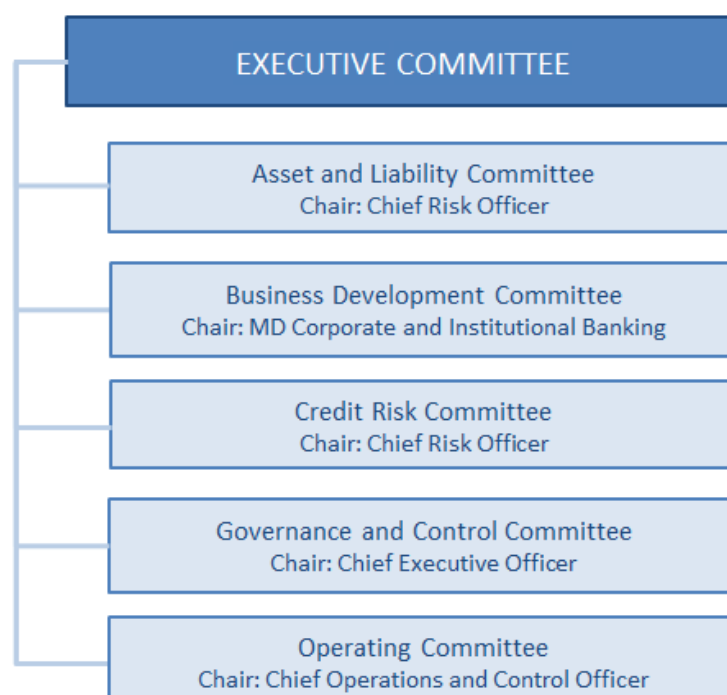 EXECUTIVE COMMITTEE
Asset and Liability Committee
Chair: Chief Risk Officer
Business Development Committee
Chair: MD Corporate and Institutional Banking
Credit Risk Committee
Chair: Chief Risk Officer
Governance and Control Committee
Chair: Chief Executive Officer
Operating Committee
Chair: Chief Operations and Control Officer